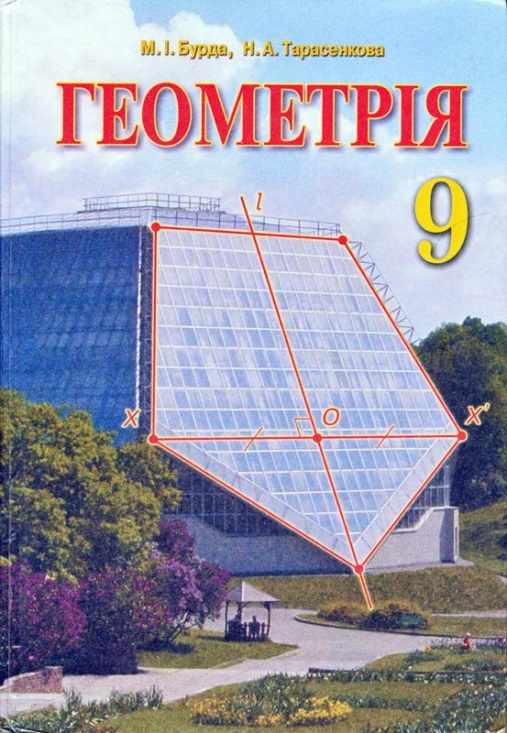 М. І. Бурда, Н. А. Тарасенкова
ГЕОМЕТРІЯ
9
l
X
O
X'